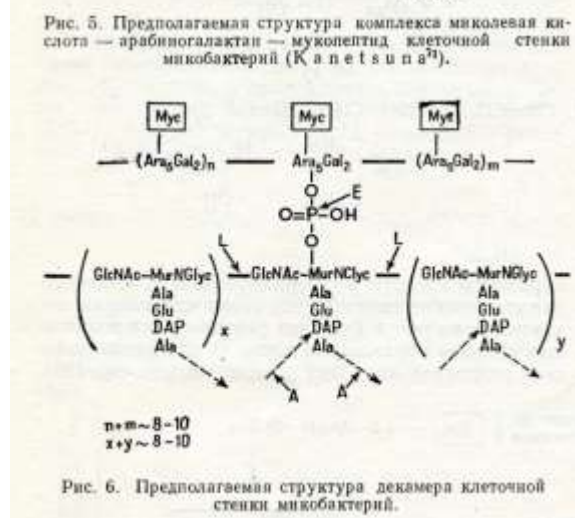 Рис. 5. Предполагаемая структура комплекса миколевая ки-
слота — арабиногалактан — мукопептид клеточной стенки
микобактерий (Kanetsuna⁷¹).
Myc Myc Myc
(Ara₅Gal₂)ₙ Ara₅Gal₂ (Ara₅Gal₂)ₘ
O E
O=P–OH
L O L
GlcNAc–MurNGlyc GlcNAc–MurNGlyc GlcNAc–MurNGlyc
Ala Ala Ala
Glu Glu Glu
DAP DAP DAP
Ala x Ala Ala y
A A
n+m~8-10
x+y~8-10
Рис. 6. Предполагаемая структура декамера клеточной
стенки микобактерий.